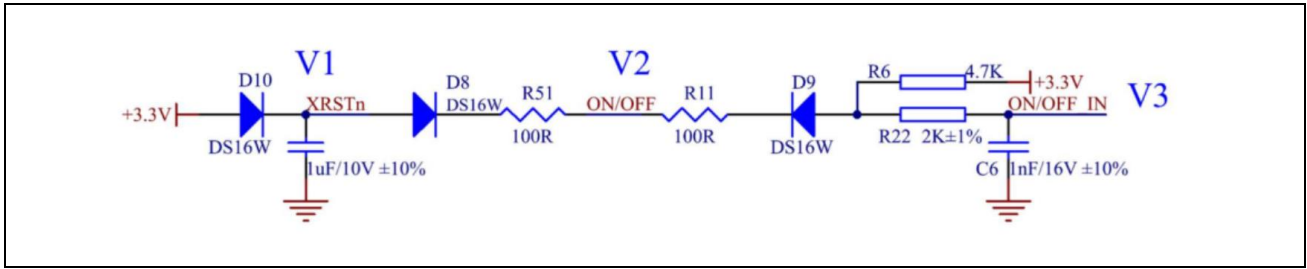 V1
V2
V3
D10
D8
R51
R11
D9
R6
4.7K
+3.3V
+3.3V
XRSTn
DS16W
ON/OFF
ON/OFF_IN
DS16W
100R
100R
DS16W
R22
2K±1%
1uF/10V ±10%
C6
1nF/16V ±10%